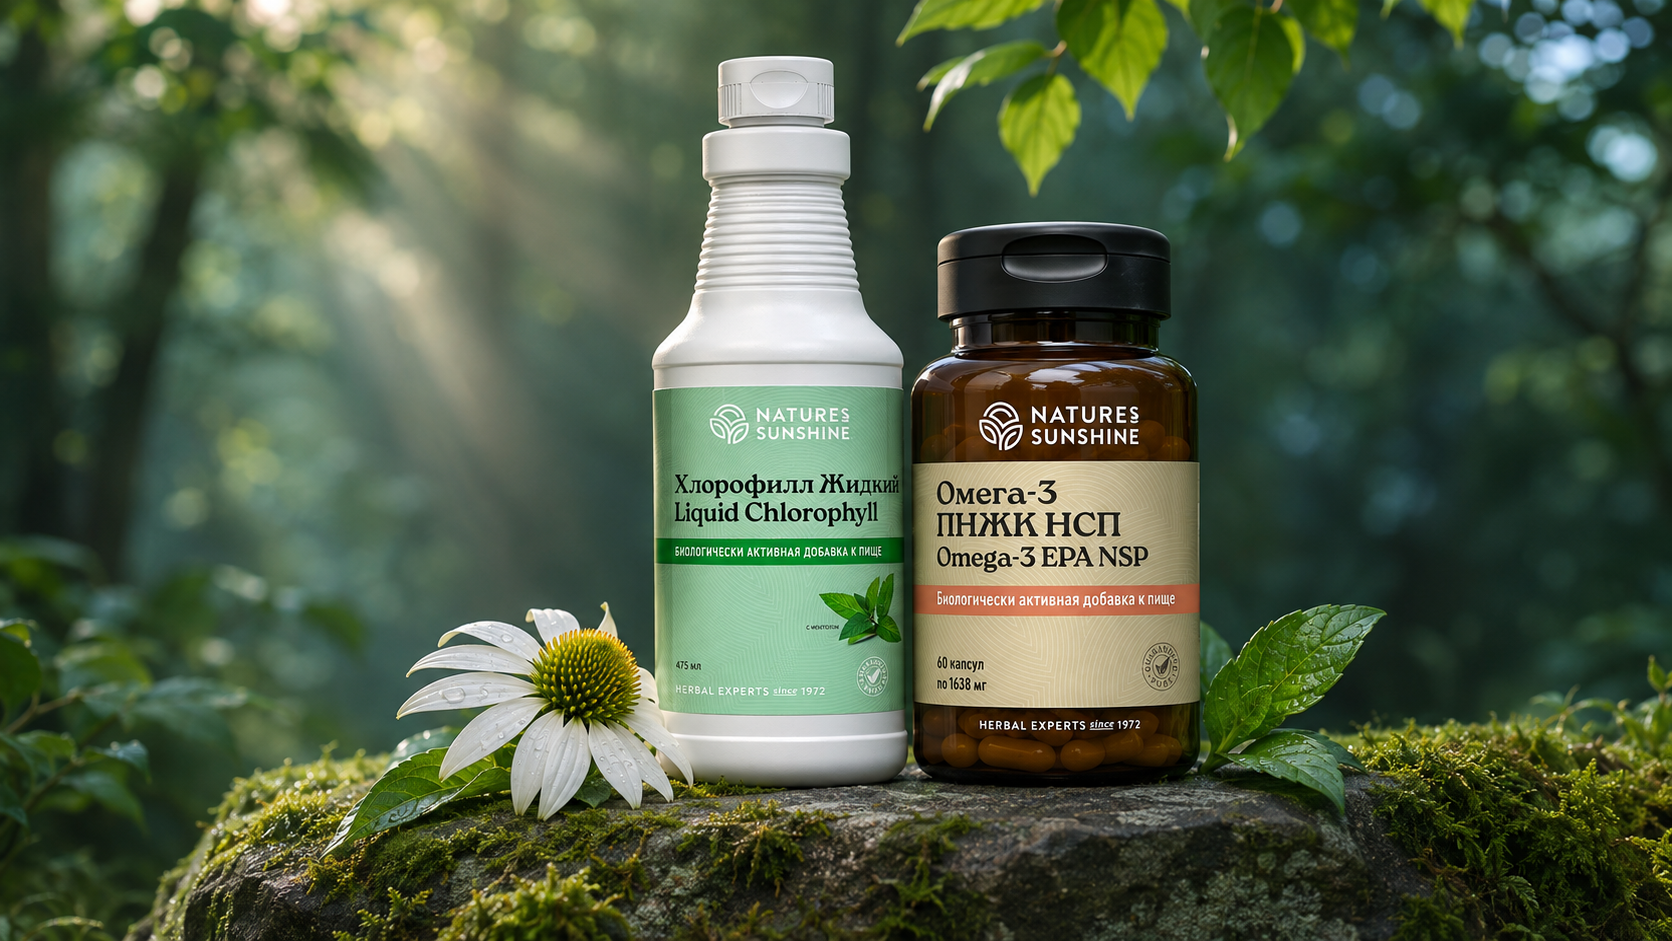 NATURES
SUNSHINE
Хлорофилл Жидкий
Liquid Chlorophyll
БИОЛОГИЧЕСКИ АКТИВНАЯ ДОБАВКА К ПИЩЕ
С МЕНТОЛОМ
475 мл
HERBAL EXPERTS since 1972
NATURES
SUNSHINE
Омега-3
ПНЖК НСП
Omega-3 EPA NSP
Биологически активная добавка к пище
60 капсул
по 1638 мг
HERBAL EXPERTS since 1972